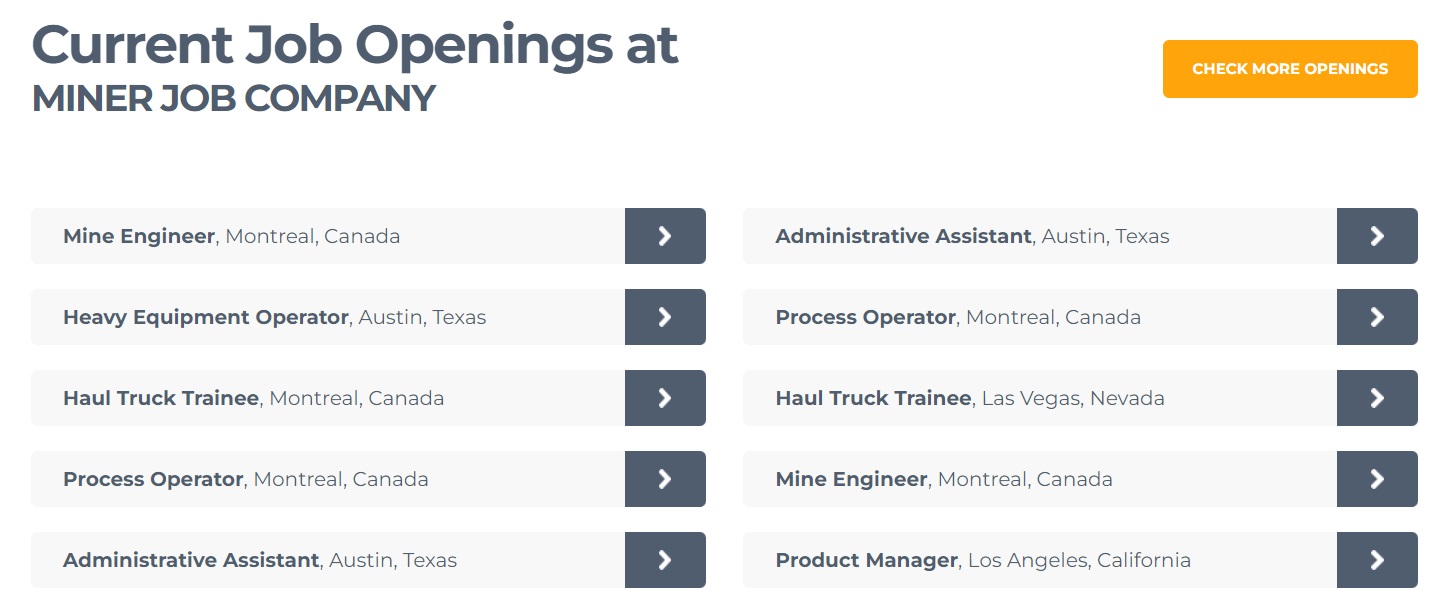 Current Job Openings at
MINER JOB COMPANY
CHECK MORE OPENINGS
Mine Engineer, Montreal, Canada
Administrative Assistant, Austin, Texas
Heavy Equipment Operator, Austin, Texas
Process Operator, Montreal, Canada
Haul Truck Trainee, Montreal, Canada
Haul Truck Trainee, Las Vegas, Nevada
Process Operator, Montreal, Canada
Mine Engineer, Montreal, Canada
Administrative Assistant, Austin, Texas
Product Manager, Los Angeles, California